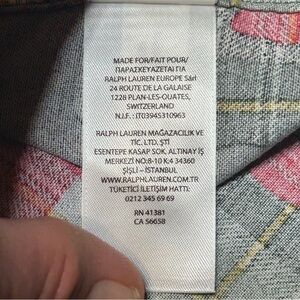 MADE FOR/FAIT POUR/
ΠΑΡΑΣΚΕΥΑΖΕΤΑΙ ΓΙΑ
RALPH LAUREN EUROPE Sàrl
24 ROUTE DE LA GALAISE
1228 PLAN-LES-OUATES,
SWITZERLAND
N.I.F.: IT03945310963
RALPH LAUREN MAĞAZACILIK VE
TİC. LTD. ŞTİ
ESENTEPE KASAP SOK. ALTINAY İŞ
MERKEZİ NO:8-10 K:4 34360
ŞİŞLİ – İSTANBUL
WWW.RALPHLAUREN.COM.TR
TÜKETİCİ İLETİŞİM HATTI:
0212 345 69 69
RN 41381
CA 56658